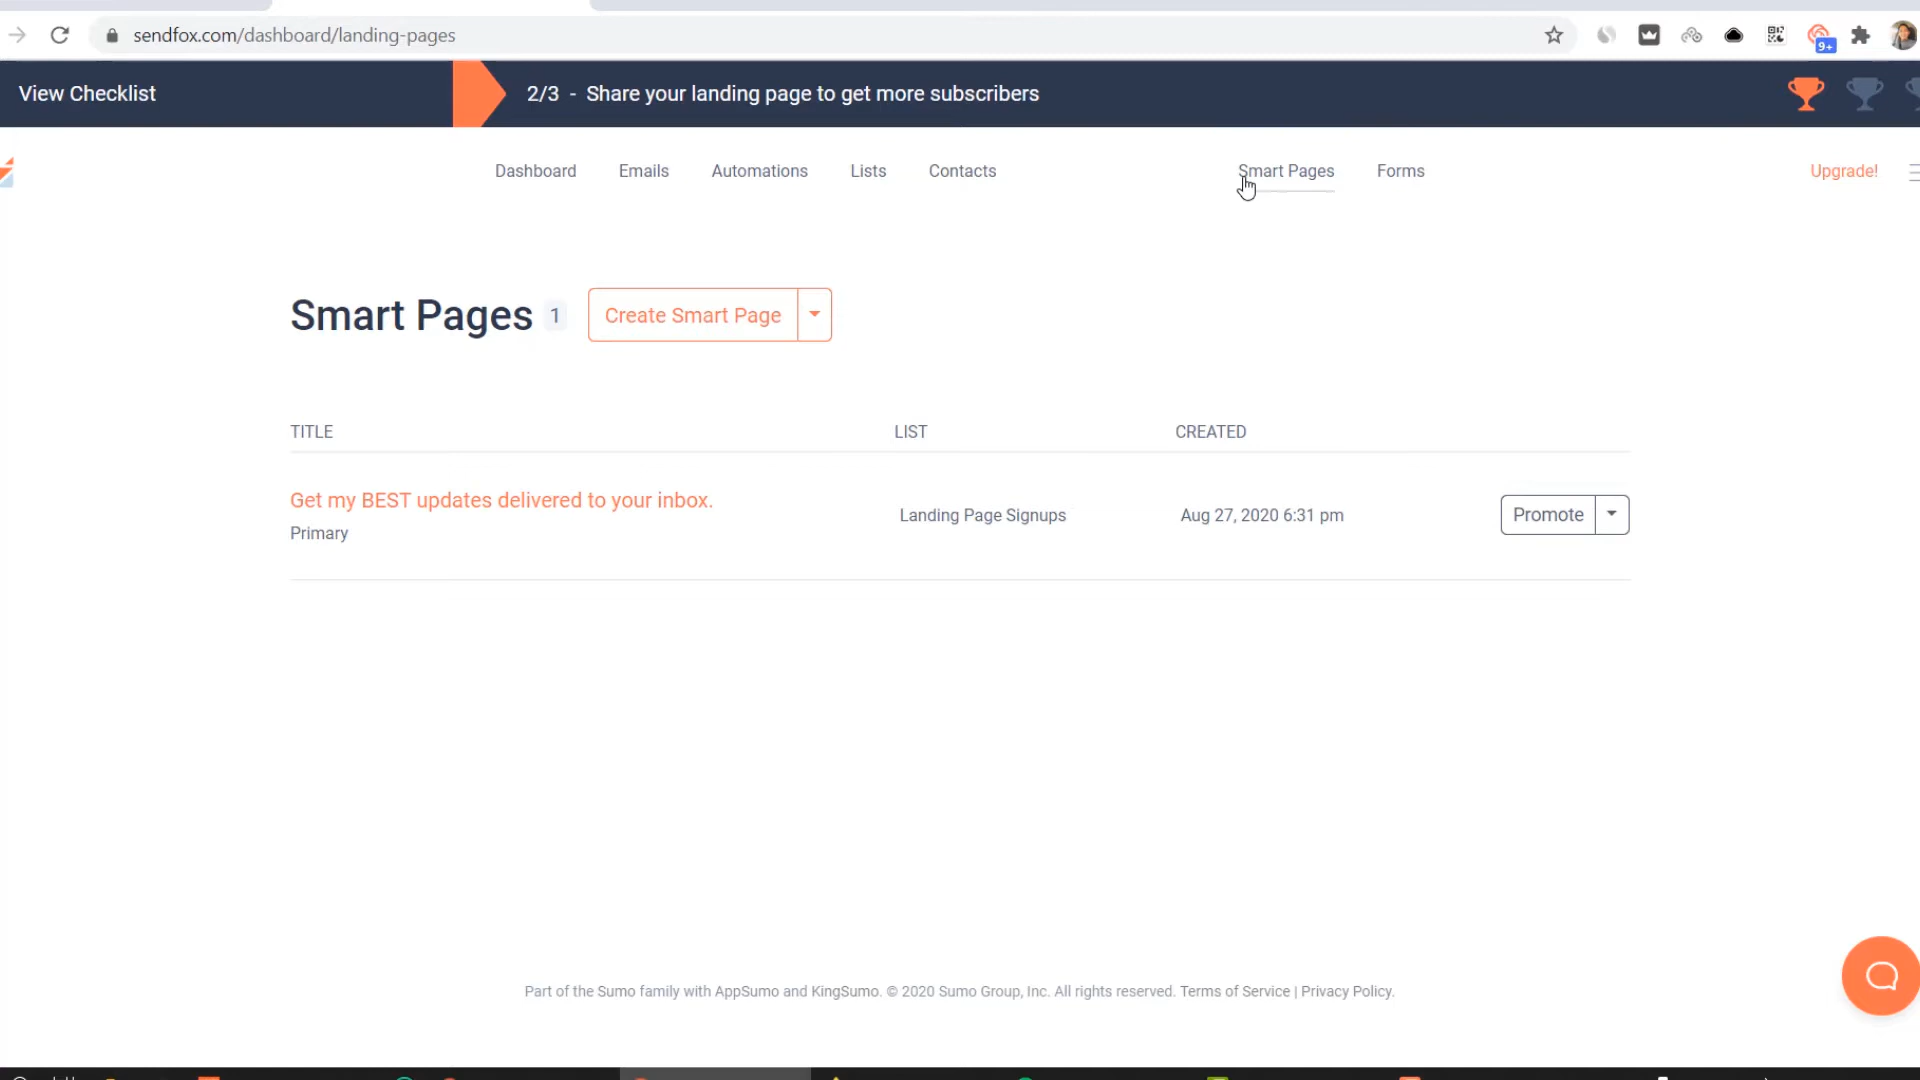 sendfox.com/dashboard/landing-pages
9+
View Checklist
2/3 - Share your landing page to get more subscribers
Dashboard Emails Automations Lists Contacts Smart Pages Forms Upgrade!
Smart Pages 1 Create Smart Page
TITLE LIST CREATED
Get my BEST updates delivered to your inbox.
Primary
Landing Page Signups Aug 27, 2020 6:31 pm Promote
Part of the Sumo family with AppSumo and KingSumo. © 2020 Sumo Group, Inc. All rights reserved. Terms of Service | Privacy Policy.